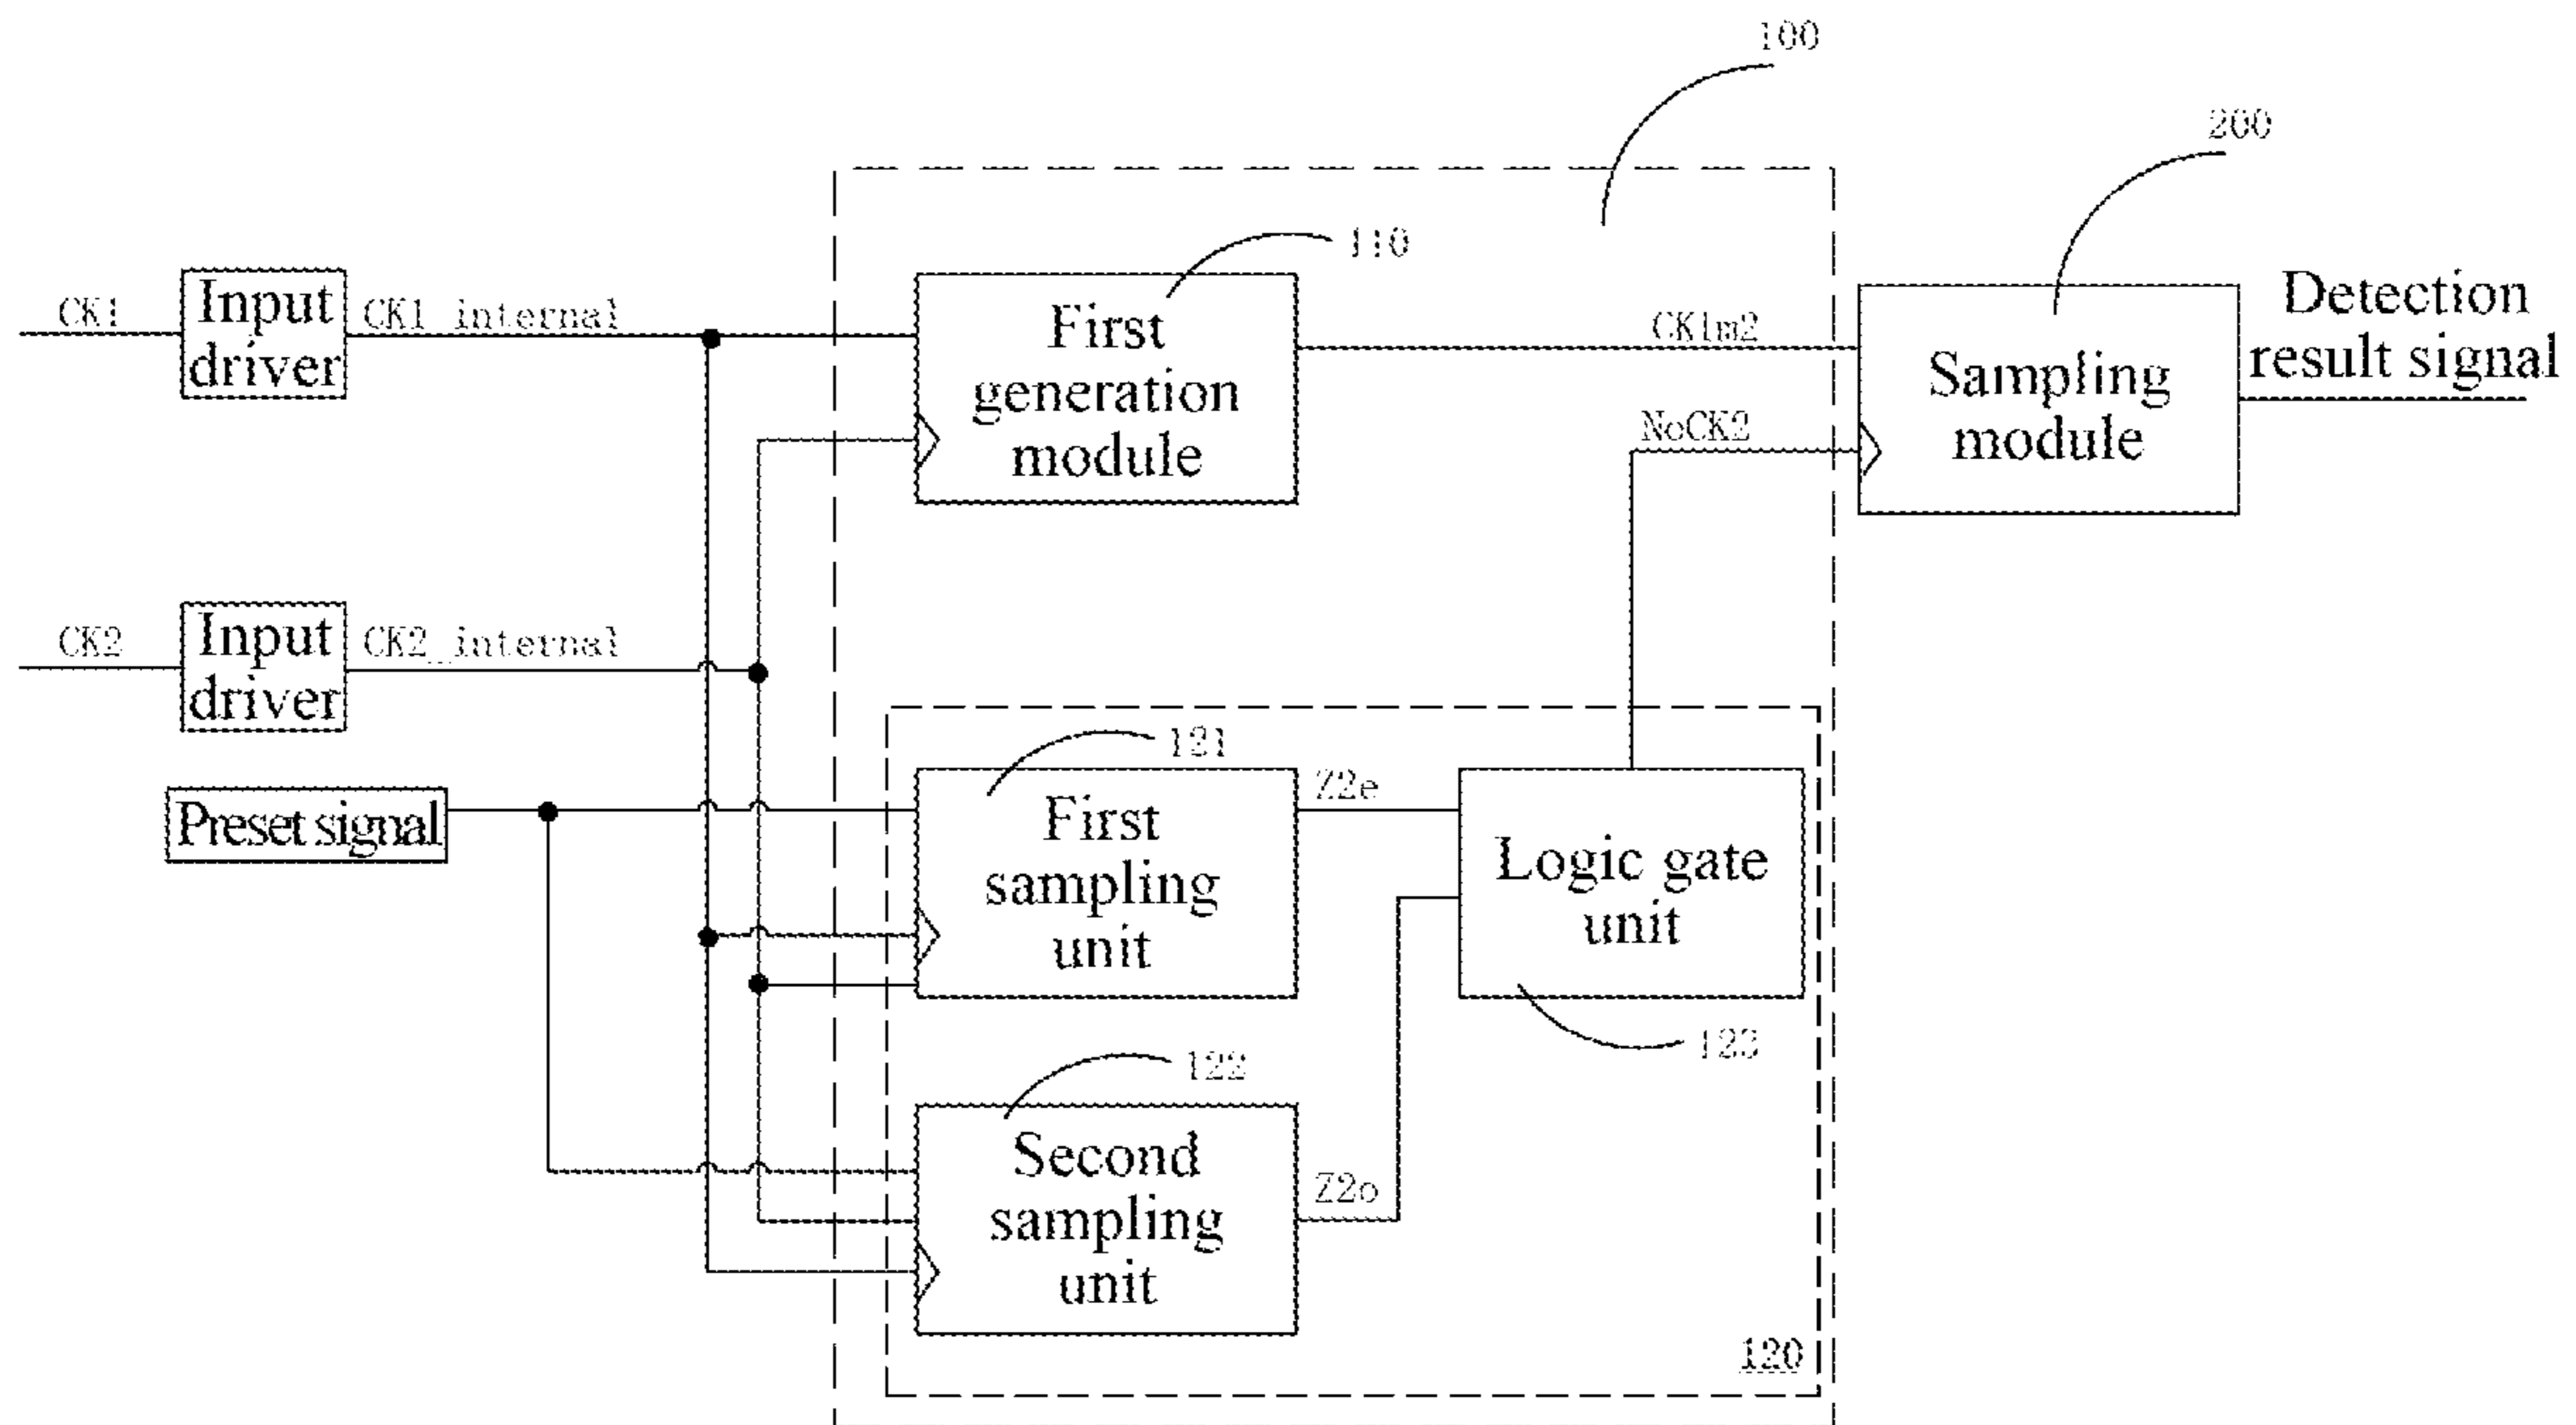 100
200
110
CK1
Input
driver
CK1_internal
First
generation
module
CK1m2
NoCK2
Sampling
module
Detection
result signal
CK2
Input
driver
CK2_internal
Preset signal
121
First
sampling
unit
Z2e
Logic gate
unit
123
122
Second
sampling
unit
Z2o
120